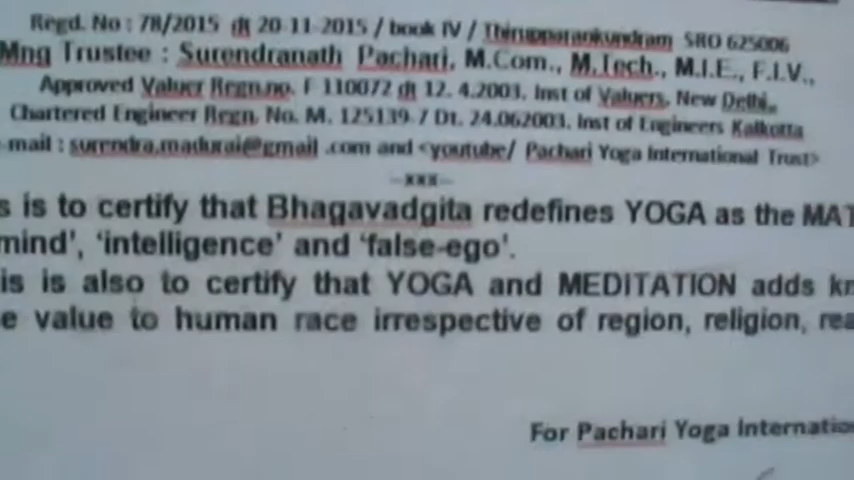 Regd. No : 78/2015 dt 20-11-2015 / book IV / Thirupparankundram SRO 625006
Mng Trustee : Surendranath Pachari, M.Com., M.Tech., M.I.E., F.I.V.,
Approved Valuer Regn.no. F 110072 dt 12. 4.2003. Inst of Valuers, New Delhi.,
Chartered Engineer Regn. No. M. 125139-7 Dt. 24.062003. Inst of Engineers Kalkotta
mail : surendra.madurai@gmail .com and <youtube/ Pachari Yoga International Trust>
--xxx--
s is to certify that Bhagavadgita redefines YOGA as the MAT
mind’, ‘intelligence’ and ‘false-ego’.
is is also to certify that YOGA and MEDITATION adds kn
e value to human race irrespective of region, religion, rea
For Pachari Yoga Internatio